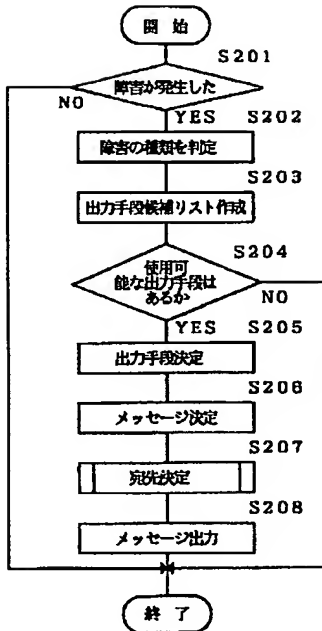 開始
S201
障害が発生した
NO
YES
S202
障害の種類を判定
S203
出力手段候補リスト作成
S204
使用可
能な出力手段は
あるか
NO
YES
S205
出力手段決定
S206
メッセージ決定
S207
宛先決定
S208
メッセージ出力
終了